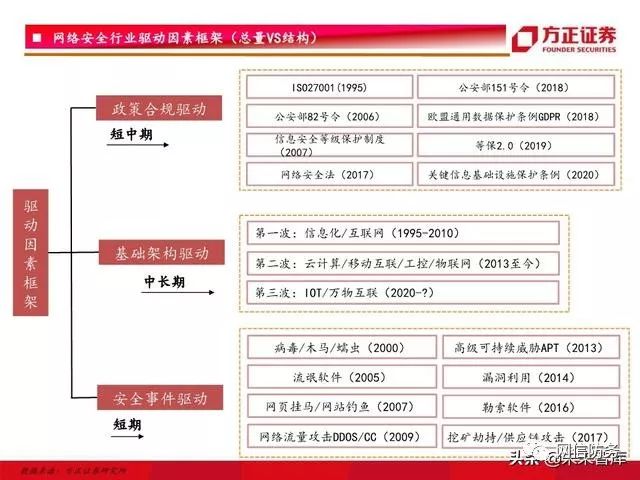 ■ 网络安全行业驱动因素框架（总量VS结构）
方正证券
FOUNDER SECURITIES
驱动因素框架
政策合规驱动
短中期
ISO27001(1995)
公安部151号令（2018）
公安部82号令（2006）
欧盟通用数据保护条例GDPR（2018）
信息安全等级保护制度
（2007）
等保2.0（2019）
网络安全法（2017）
关键信息基础设施保护条例（2020）
基础架构驱动
中长期
第一波：信息化/互联网（1995-2010）
第二波：云计算/移动互联/工控/物联网（2013至今）
第三波：IOT/万物互联（2020-?）
安全事件驱动
短期
病毒/木马/蠕虫（2000）
高级可持续威胁APT（2013）
流氓软件（2005）
漏洞利用（2014）
网页挂马/网站钓鱼（2007）
勒索软件（2016）
网络流量攻击DDOS/CC（2009）
挖矿劫持/供应链攻击（2017）
资料来源：方正证券研究所
网信防务
头条@未来智库